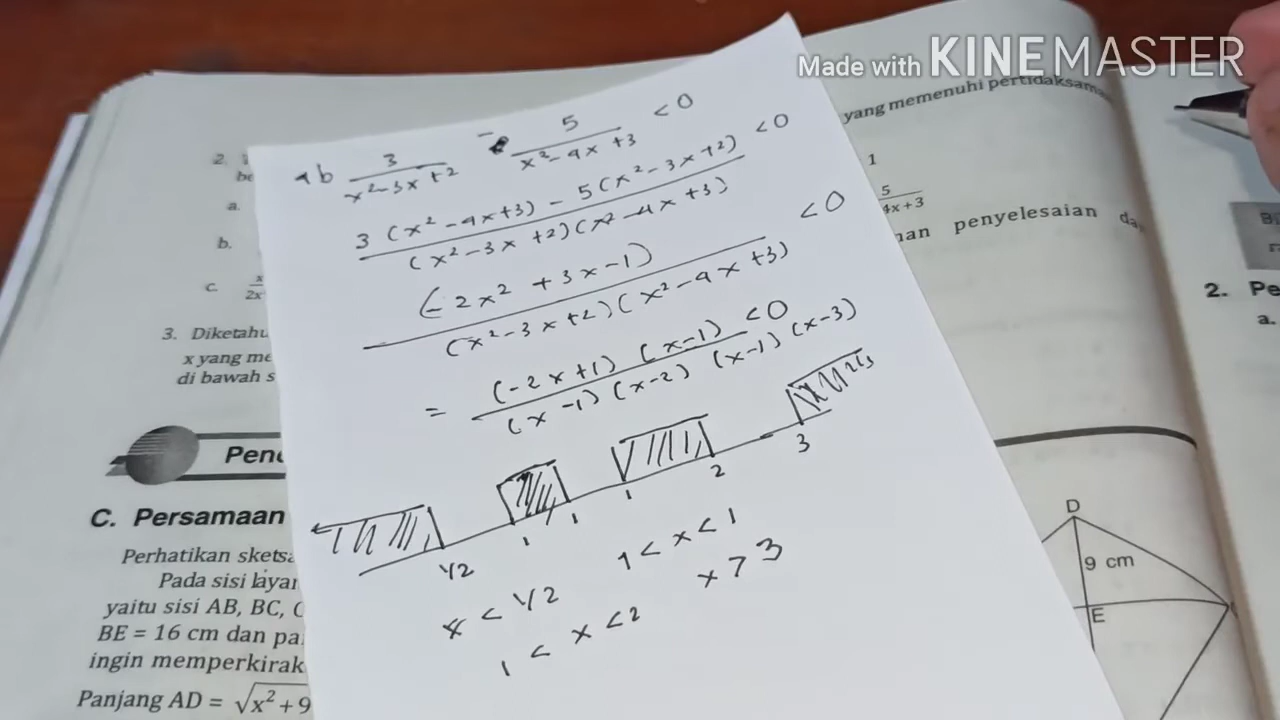 Made with KINEMASTER
yang memenuhi pertidaksama
2.
be
a.
b.
c. x
2x
3. Diketahu
x yang me
di bawah s
b 3/(x²-3x+2) - 5/(x²-4x+3) < 0
3(x²-4x+3) - 5(x²-3x+2) < 0
(x²-3x+2)(x²-4x+3)
(-2x²+3x-1) < 0
(x²-3x+2)(x²-4x+3)
= (-2x+1)(x-1) < 0
(x-1)(x-2)(x-1)(x-3)
1/2 1 1 1 2 3
x < 1/2 1 < x < 1
1 < x < 2 x > 3
1
5
4x+3
penyelesaian da
2. Pe
a.
Pen
C. Persamaan
Perhatikan sketsa
Pada sisi layar
yaitu sisi AB, BC, C
BE = 16 cm dan pa
ingin memperkirak
Panjang AD = √x²+9
D
9 cm
E